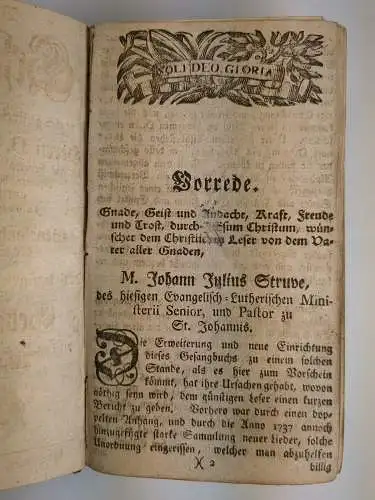 SOLI DEO GLORIA
Vorrede.
Gnade, Geist und Andacht, Kraft, Freude
und Trost, durch JEsum Christum, wün-
schet dem Christlichen Leser von dem Va-
ter aller Gnaden,
M. Johann Julius Struve,
des hiesigen Evangelisch-Lutherischen Mini-
sterii Senior, und Pastor zu
St. Johannis.
Die Erweiterung und neue Einrichtung
dieses Gesangbuchs zu einem solchen
Stande, als es hier zum Vorschein
kömmt, hat ihre Ursachen gehabt, wovon
nöthig seyn wird, dem günstigen Leser einen kurzen
Bericht zu geben. Vorhero war durch einen dop-
pelten Anhang, und durch die Anno 1737 annoch
hinzugefügte starke Sammlung neuer Lieder, solche
Unordnung eingerissen, welcher man abzuhelfen
)( 2
billig